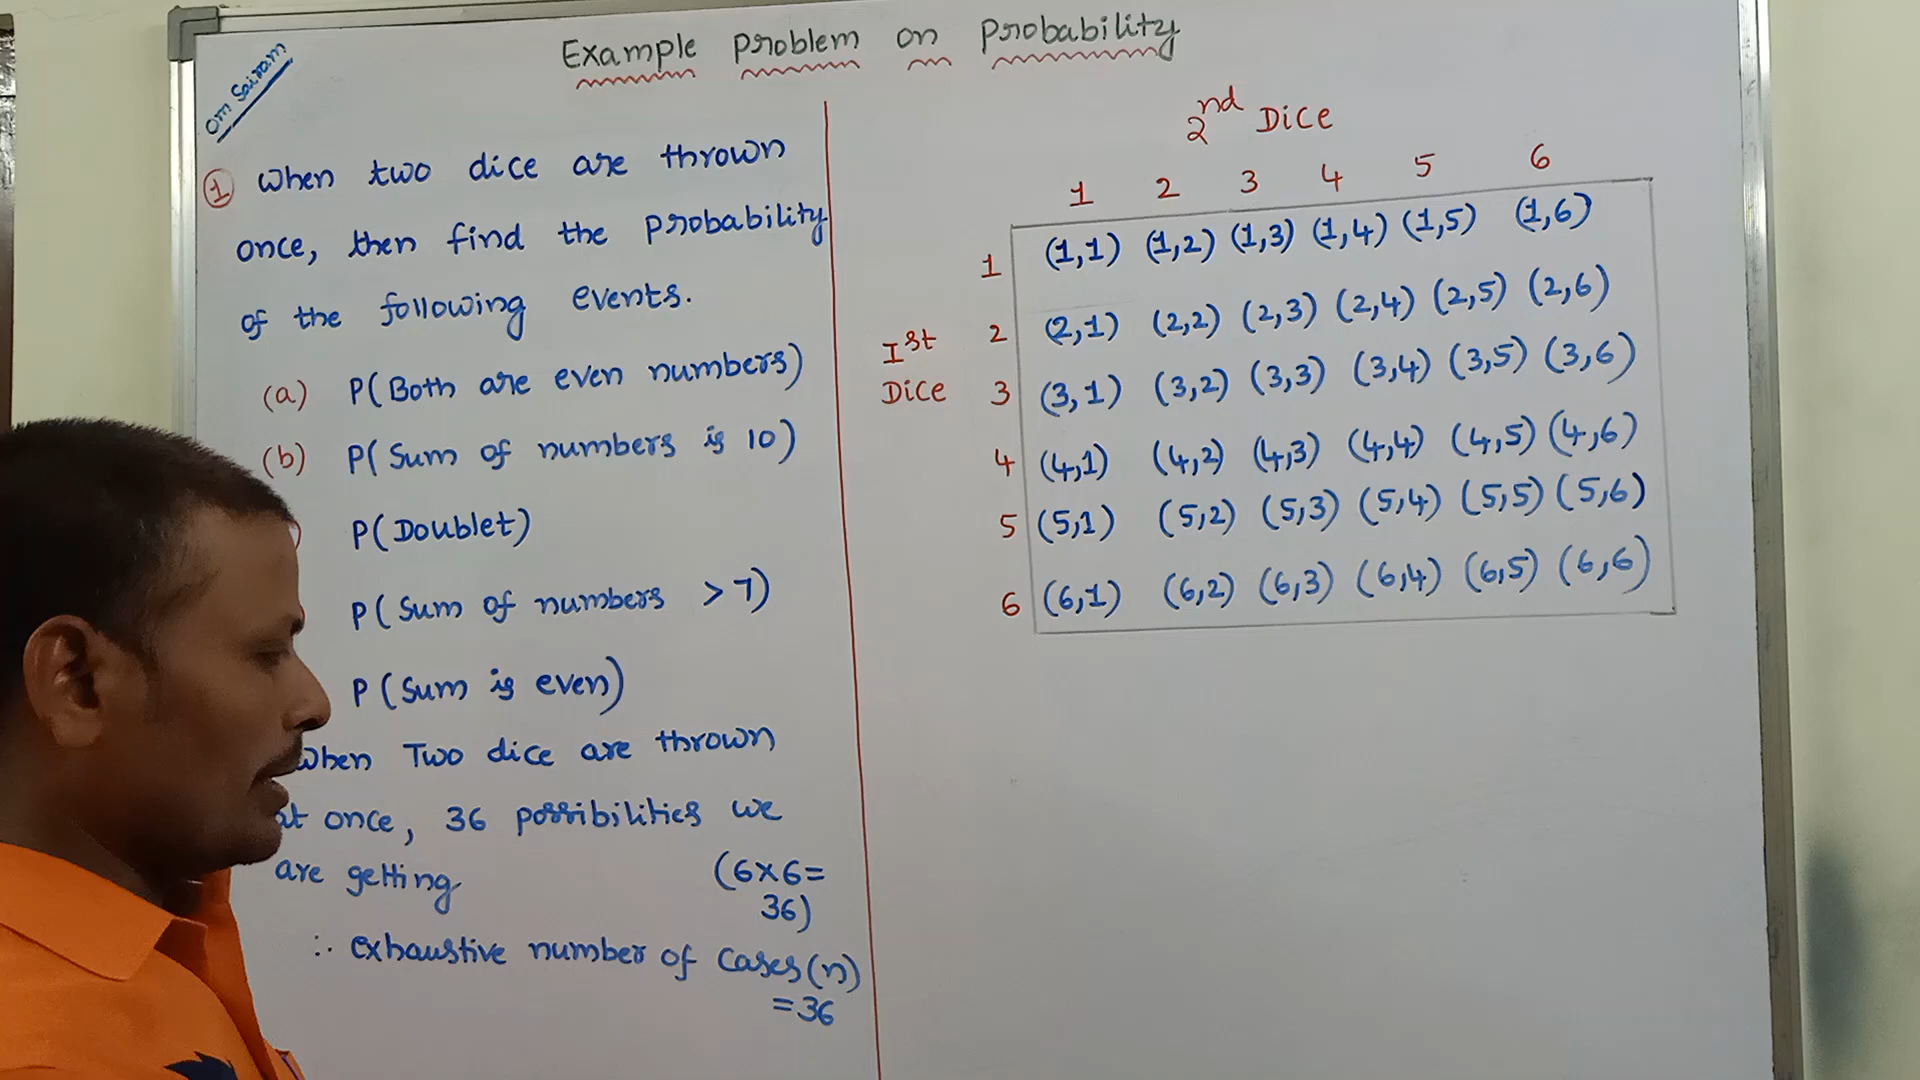 Example problem on probability
Om Sairam
1 When two dice are thrown
once, then find the probability
of the following events.
(a) P(Both are even numbers)
(b) P(Sum of numbers is 10)
) P(Doublet)
P(Sum of numbers > 7)
P(Sum is even)
When Two dice are thrown
at once, 36 possibilities we
are getting (6×6=
36)
∴ exhaustive number of cases(n)
=36
2nd Dice
1 2 3 4 5 6
1 (1,1) (1,2) (1,3) (1,4) (1,5) (1,6)
2 (2,1) (2,2) (2,3) (2,4) (2,5) (2,6)
Ist
Dice 3 (3,1) (3,2) (3,3) (3,4) (3,5) (3,6)
4 (4,1) (4,2) (4,3) (4,4) (4,5) (4,6)
5 (5,1) (5,2) (5,3) (5,4) (5,5) (5,6)
6 (6,1) (6,2) (6,3) (6,4) (6,5) (6,6)